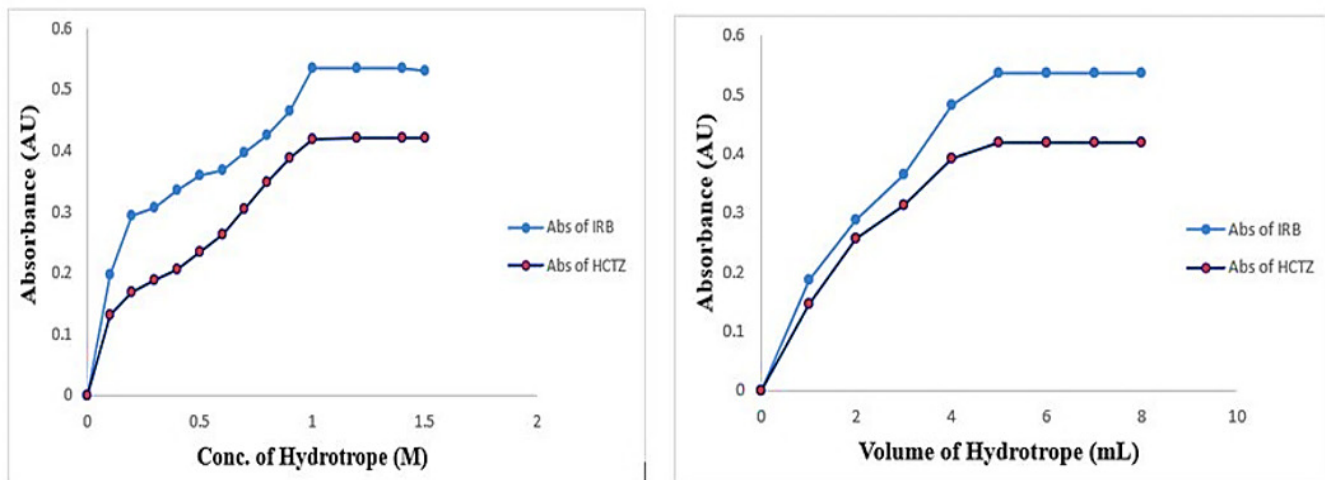 0.6
0.5
0.4
0.3
0.2
0.1
0
Absorbance (AU)
0 0.5 1 1.5 2
Conc. of Hydrotrope (M)
Abs of IRB
Abs of HCTZ
0.6
0.5
0.4
0.3
0.2
0.1
0
Absorbance (AU)
0 2 4 6 8 10
Volume of Hydrotrope (mL)
Abs of IRB
Abs of HCTZ